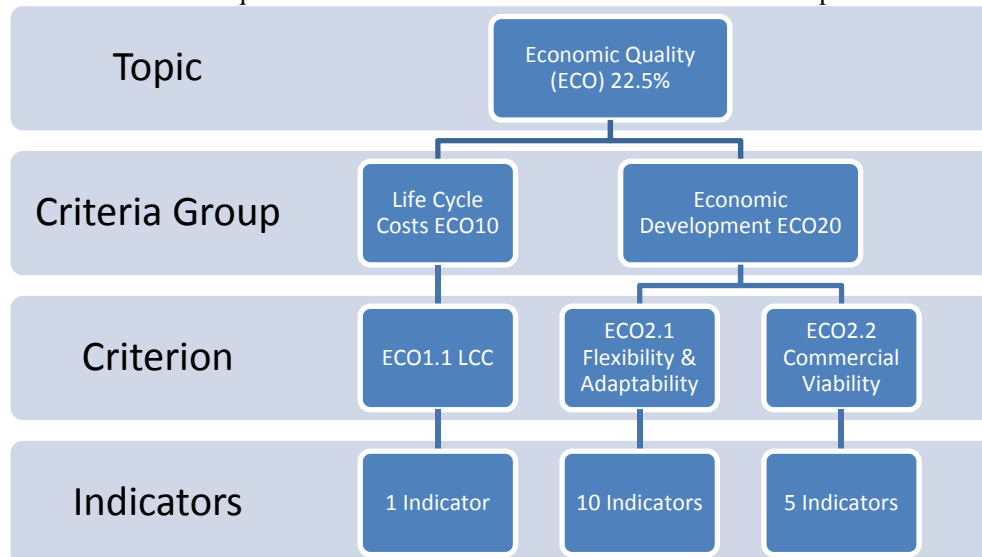 Topic
Economic Quality
(ECO) 22.5%
Criteria Group
Life Cycle
Costs ECO10
Economic
Development ECO20
Criterion
ECO1.1 LCC
ECO2.1
Flexibility &
Adaptability
ECO2.2
Commercial
Viability
Indicators
1 Indicator
10 Indicators
5 Indicators